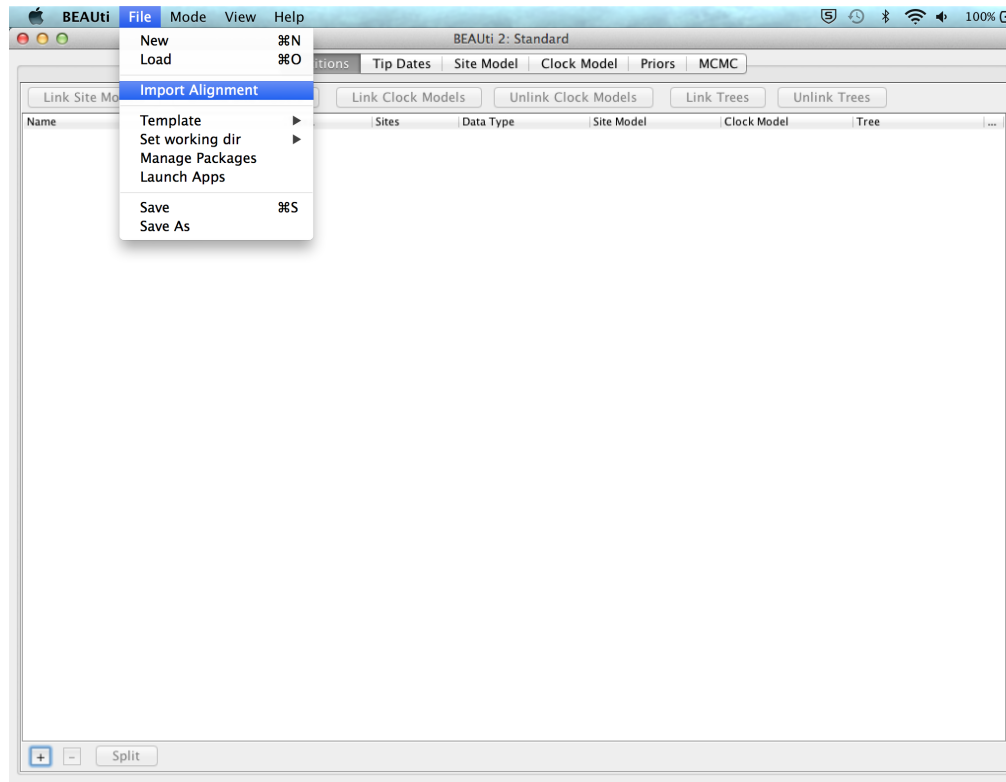 BEAUti File Mode View Help 100%
BEAUti 2: Standard
New ⌘N
Load ⌘O
Import Alignment
Template ▶
Set working dir ▶
Manage Packages
Launch Apps
Save ⌘S
Save As
itions Tip Dates Site Model Clock Model Priors MCMC
Link Site Mo Link Clock Models Unlink Clock Models Link Trees Unlink Trees
Name Sites Data Type Site Model Clock Model Tree ...
+ - Split